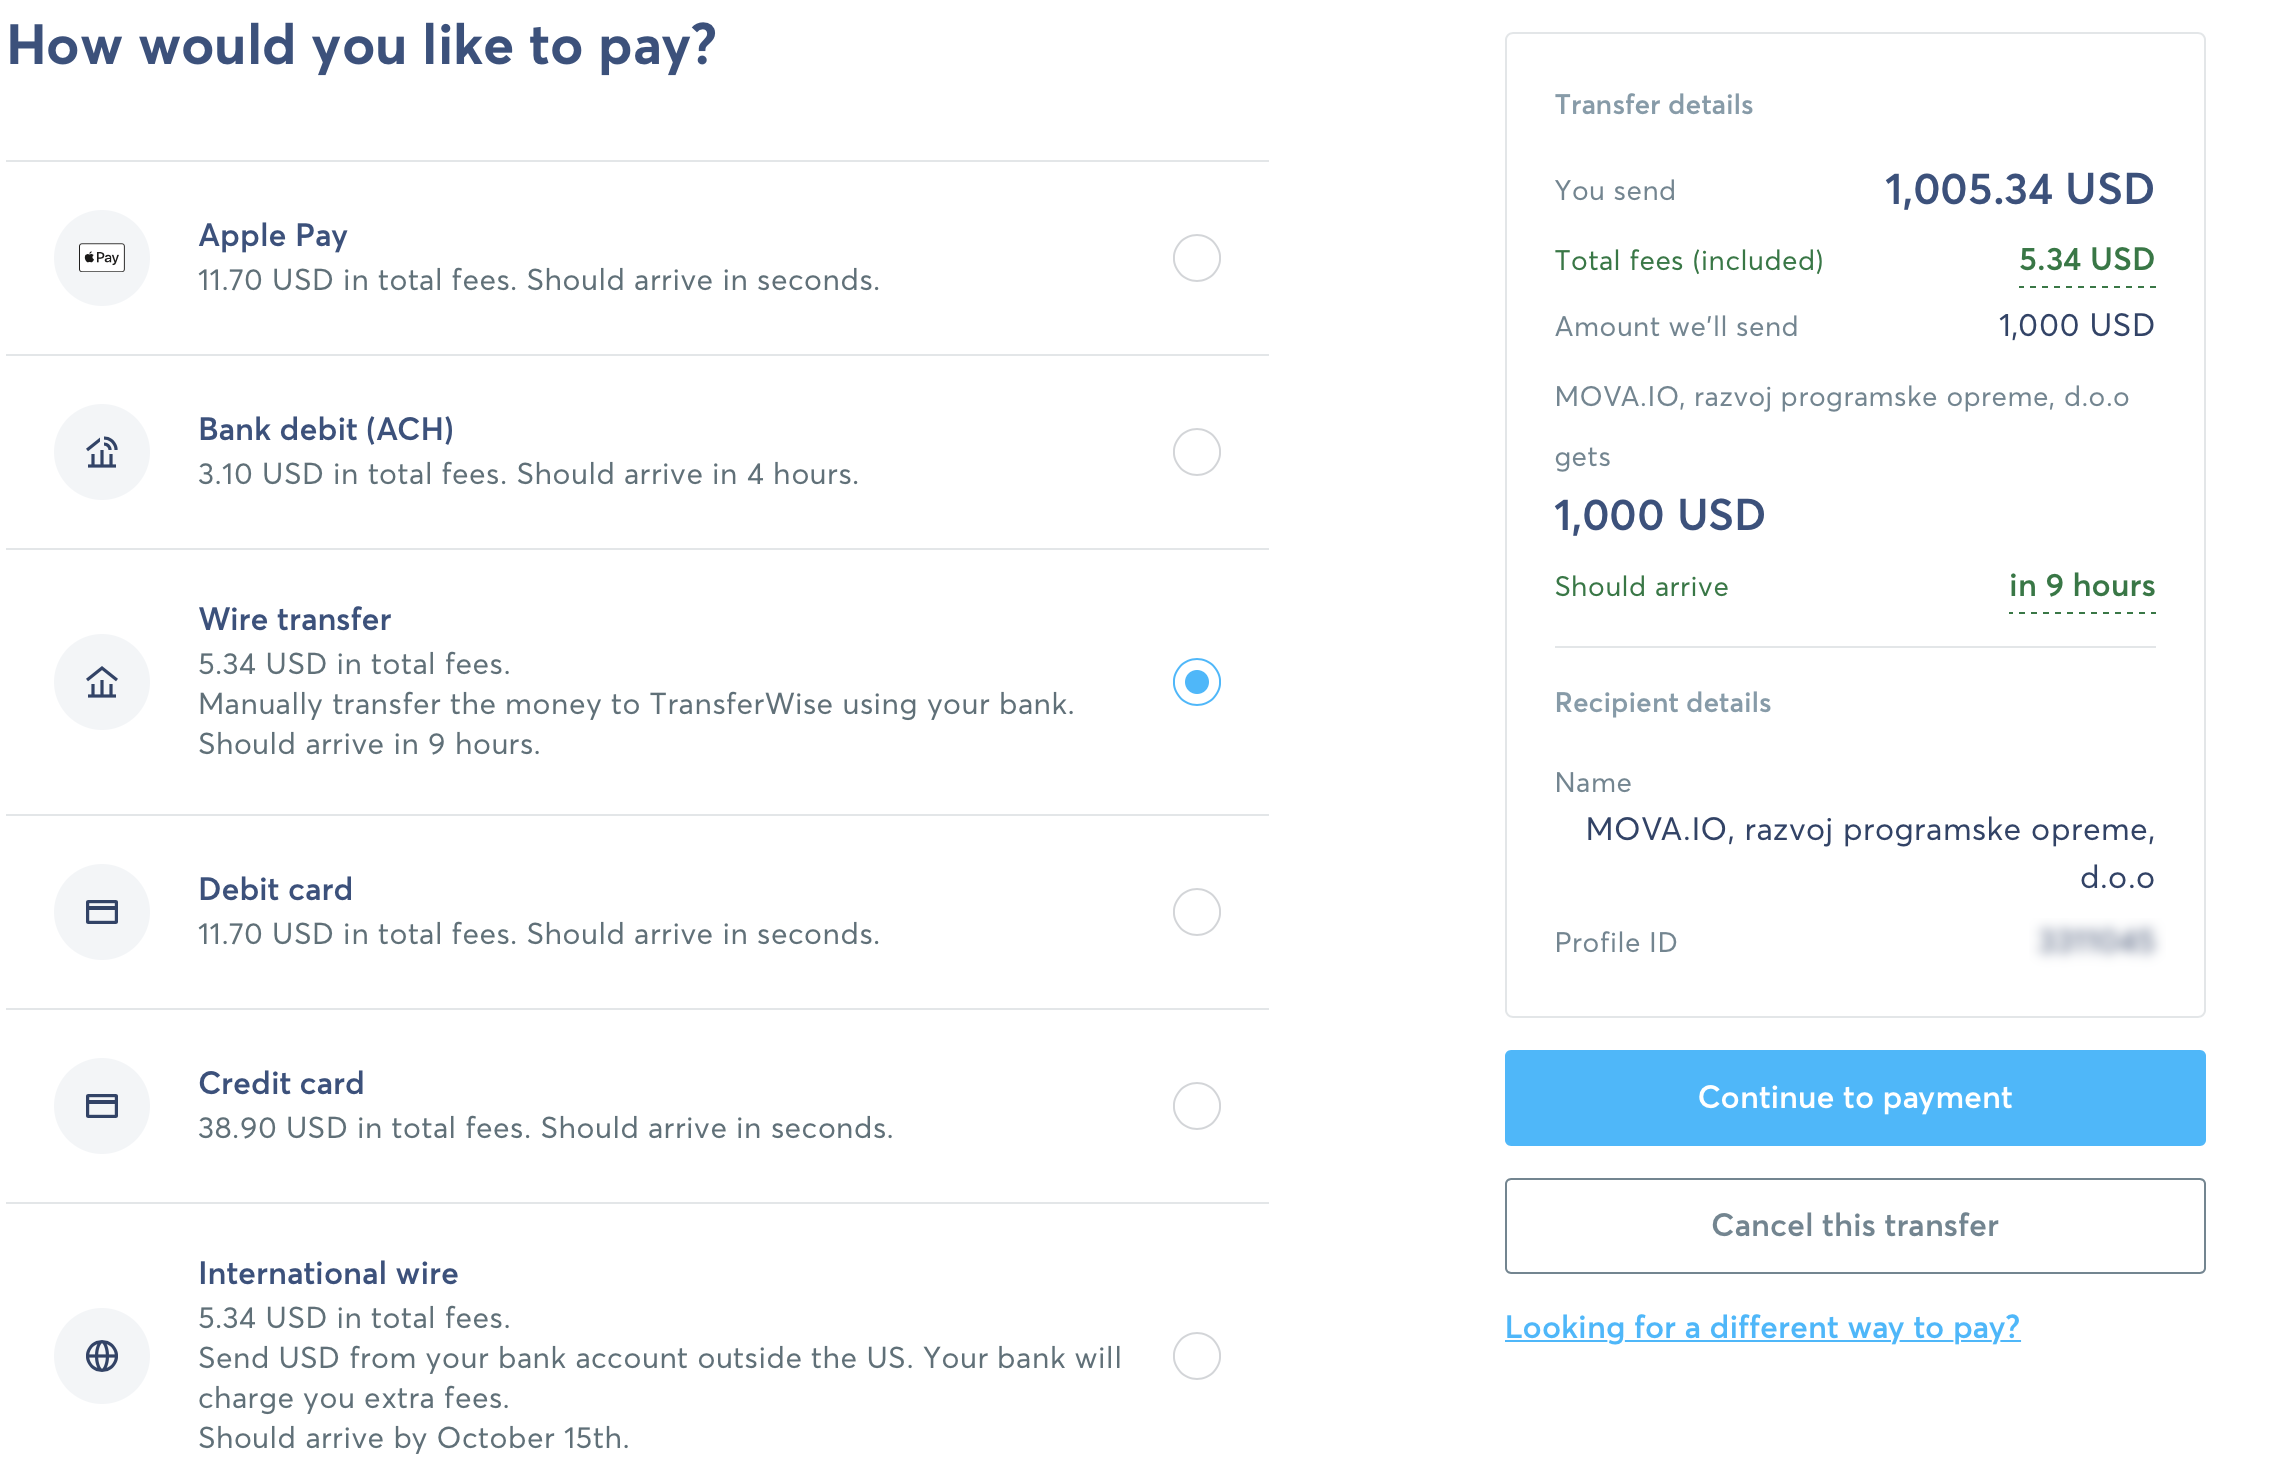 How would you like to pay?
Pay
Apple Pay
11.70 USD in total fees. Should arrive in seconds.
Bank debit (ACH)
3.10 USD in total fees. Should arrive in 4 hours.
Wire transfer
5.34 USD in total fees.
Manually transfer the money to TransferWise using your bank.
Should arrive in 9 hours.
Debit card
11.70 USD in total fees. Should arrive in seconds.
Credit card
38.90 USD in total fees. Should arrive in seconds.
International wire
5.34 USD in total fees.
Send USD from your bank account outside the US. Your bank will
charge you extra fees.
Should arrive by October 15th.
Transfer details
You send 1,005.34 USD
Total fees (included) 5.34 USD
Amount we'll send 1,000 USD
MOVA.IO, razvoj programske opreme, d.o.o
gets
1,000 USD
Should arrive in 9 hours
Recipient details
Name
MOVA.IO, razvoj programske opreme,
d.o.o
Profile ID
Continue to payment
Cancel this transfer
Looking for a different way to pay?